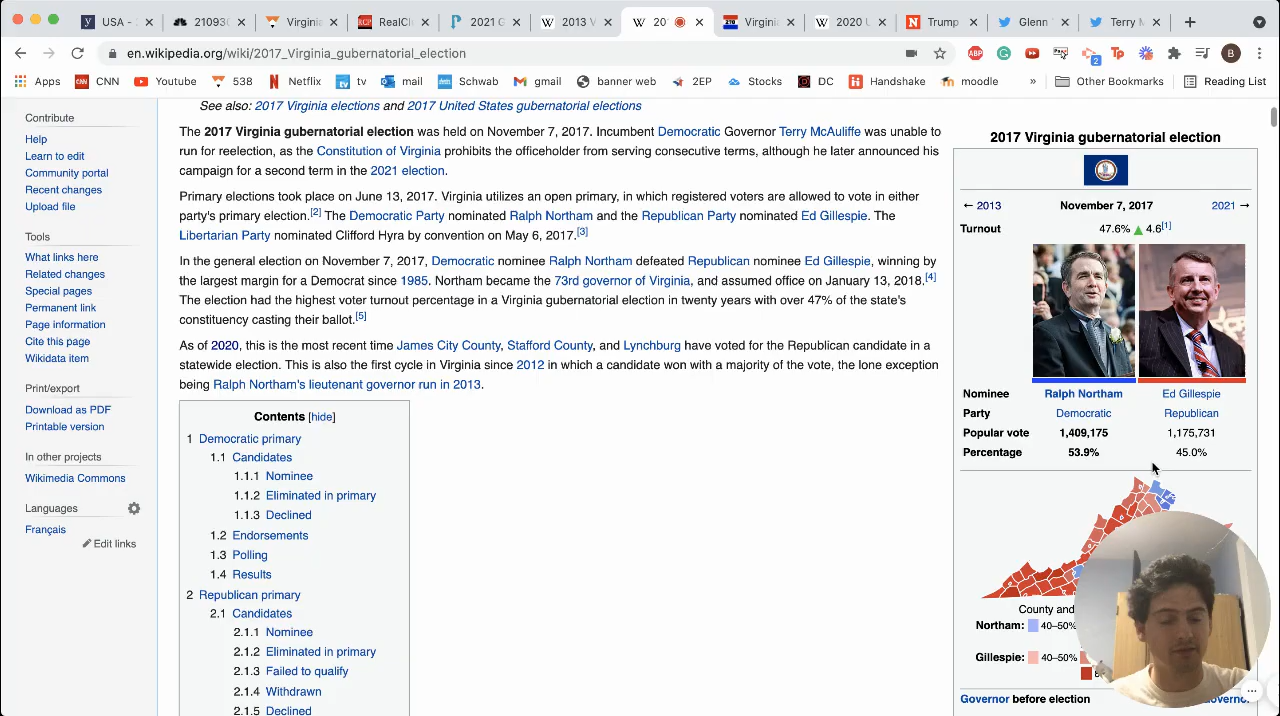 USA -
21093
Virginia
RealCl
2021 G
2013 V
20
Virgini
2020 U
Trump
Glenn
Terry M
en.wikipedia.org/wiki/2017_Virginia_gubernatorial_election
Apps
CNN
Youtube
538
Netflix
tv
mail
Schwab
gmail
banner web
2EP
Stocks
DC
Handshake
moodle
»
Other Bookmarks
Reading List
Contribute
Help
Learn to edit
Community portal
Recent changes
Upload file
Tools
What links here
Related changes
Special pages
Permanent link
Page information
Cite this page
Wikidata item
Print/export
Download as PDF
Printable version
In other projects
Wikimedia Commons
Languages
Français
Edit links
See also: 2017 Virginia elections and 2017 United States gubernatorial elections
The 2017 Virginia gubernatorial election was held on November 7, 2017. Incumbent Democratic Governor Terry McAuliffe was unable
for reelection, as the Constitution of Virginia prohibits the officeholder from serving consecutive terms, although he later announced his
campaign for a second term in the 2021 election.
Primary elections took place on June 13, 2017. Virginia utilizes an open primary, in which registered voters are allowed to vote in either
party's primary election.[2] The Democratic Party nominated Ralph Northam and the Republican Party nominated Ed Gillespie. The
Libertarian Party nominated Clifford Hyra by convention on May 6, 2017.[3]
In the general election on November 7, 2017, Democratic nominee Ralph Northam defeated Republican nominee Ed Gillespie, winning by
the largest margin for a Democrat since 1985. Northam became the 73rd governor of Virginia, and assumed office on January 13, 2018.[4]
The election had the highest voter turnout percentage in a Virginia gubernatorial election in twenty years with over 47% of the state's
constituency casting their ballot.[5]
As of 2020, this is the most recent time James City County, Stafford County, and Lynchburg have voted for the Republican candidate in a
statewide election. This is also the first cycle in Virginia since 2012 in which a candidate won with a majority of the vote, the lone exception
being Ralph Northam's lieutenant governor run in 2013.
Contents [hide]
1 Democratic primary
1.1 Candidates
1.1.1 Nominee
1.1.2 Eliminated in primary
1.1.3 Declined
1.2 Endorsements
1.3 Polling
1.4 Results
2 Republican primary
2.1 Candidates
2.1.1 Nominee
2.1.2 Eliminated in primary
2.1.3 Failed to qualify
2.1.4 Withdrawn
2.1.5 Declined
2017 Virginia gubernatorial election
← 2013 November 7, 2017 2021 →
Turnout 47.6% ▲ 4.6[1]
Nominee Ralph Northam Ed Gillespie
Party Democratic Republican
Popular vote 1,409,175 1,175,731
Percentage 53.9% 45.0%
County and
Northam: 40–50%
Gillespie: 40–50%
Governor before election